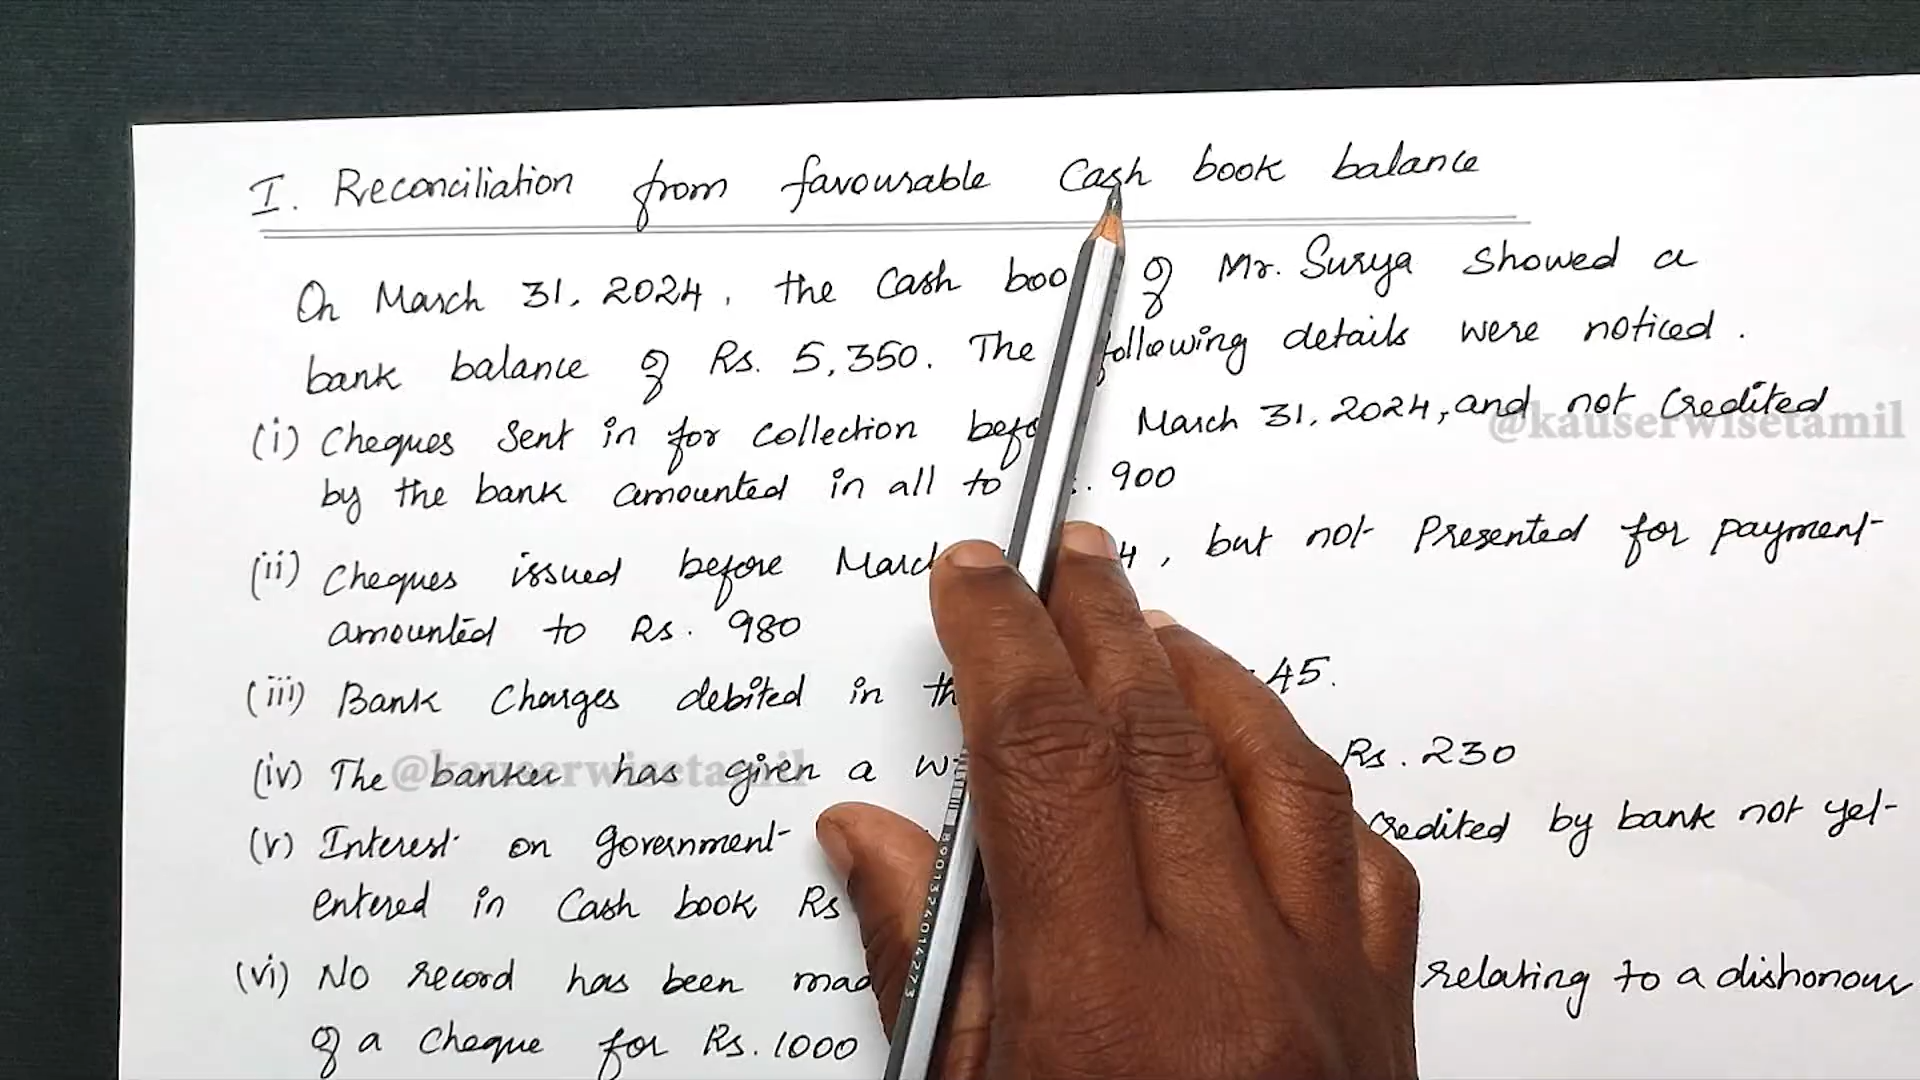 I. Reconciliation from favourable Cash book balance
On March 31, 2024, the Cash boo of Mr. Surya Showed a
bank balance of Rs. 5,350. The following details were noticed.
(i) Cheques Sent in for collection March 31, 2024, and not credited
@kauserwisetamil
by the bank amounted in all to 900
(ii) Cheques issued before but not Presented for payment
amounted to Rs. 980
(iii) Bank Charges debited in 45.
(iv) The banker has given a Rs. 230
@kauserwisetamil
(v) Interest on government credited by bank not yet
entered in Cash book Rs
(vi) No record has been relating to a dishonour
of a Cheque for Rs. 1000
8901324014273